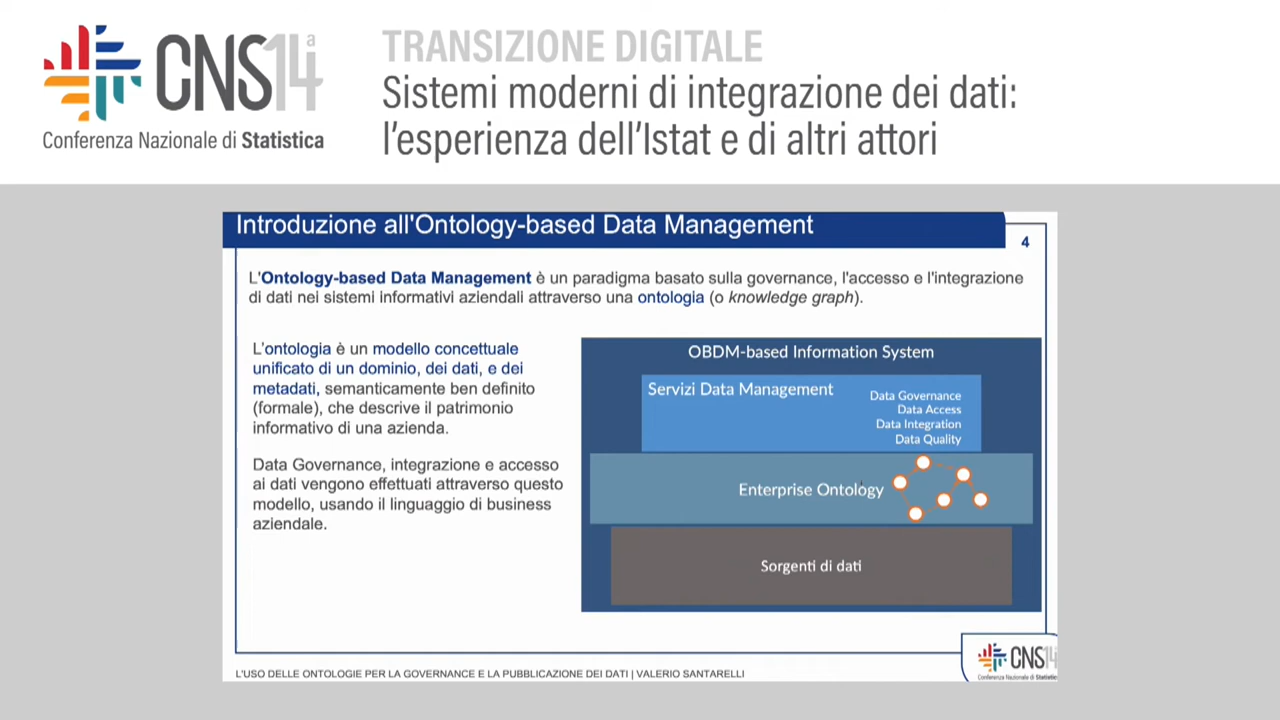 CNS14a
Conferenza Nazionale di Statistica
TRANSIZIONE DIGITALE
Sistemi moderni di integrazione dei dati:
l'esperienza dell'Istat e di altri attori
Introduzione all'Ontology-based Data Management
4
L'Ontology-based Data Management è un paradigma basato sulla governance, l'accesso e l'integrazione
di dati nei sistemi informativi aziendali attraverso una ontologia (o knowledge graph).
L'ontologia è un modello concettuale
unificato di un dominio, dei dati, e dei
metadati, semanticamente ben definito
(formale), che descrive il patrimonio
informativo di una azienda.
Data Governance, integrazione e accesso
ai dati vengono effettuati attraverso questo
modello, usando il linguaggio di business
aziendale.
OBDM-based Information System
Servizi Data Management
Data Governance
Data Access
Data Integration
Data Quality
Enterprise Ontology
Sorgenti di dati
L'USO DELLE ONTOLOGIE PER LA GOVERNANCE E LA PUBBLICAZIONE DEI DATI | VALERIO SANTARELLI
CNS14
Conferenza Nazionale di Statistic